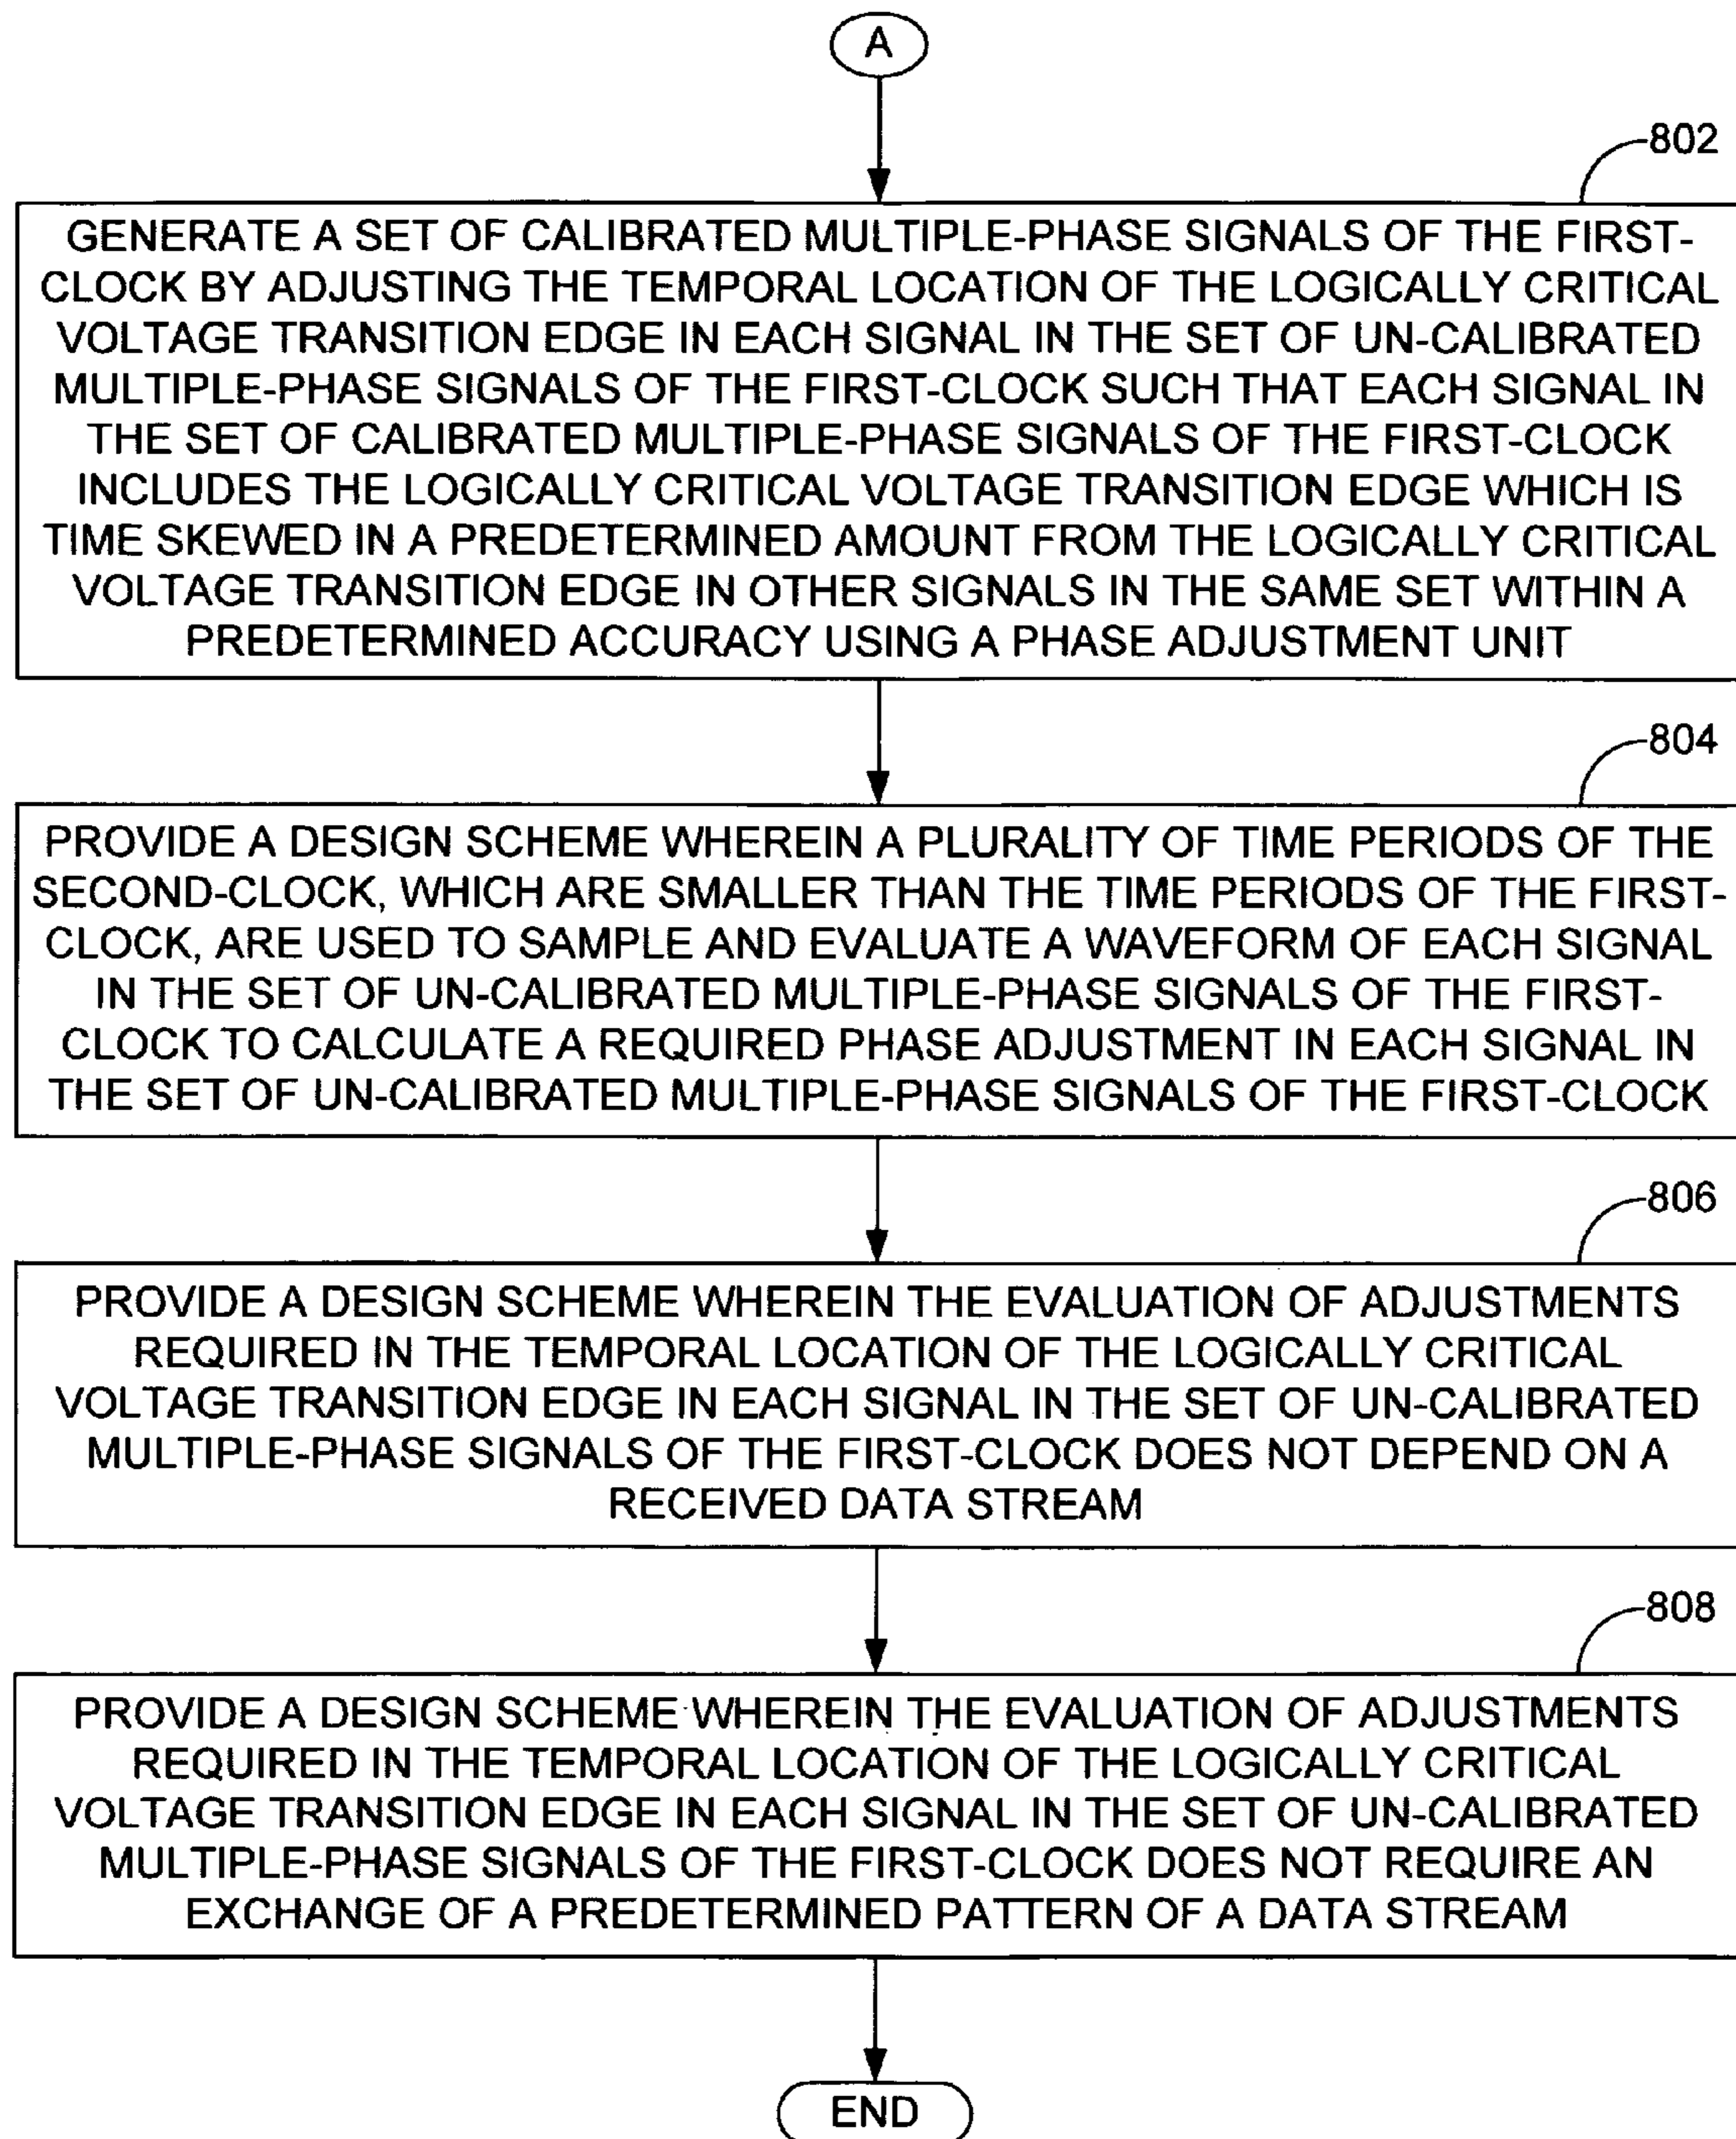 A
802
GENERATE A SET OF CALIBRATED MULTIPLE-PHASE SIGNALS OF THE FIRST-
CLOCK BY ADJUSTING THE TEMPORAL LOCATION OF THE LOGICALLY CRITICAL
VOLTAGE TRANSITION EDGE IN EACH SIGNAL IN THE SET OF UN-CALIBRATED
MULTIPLE-PHASE SIGNALS OF THE FIRST-CLOCK SUCH THAT EACH SIGNAL IN
THE SET OF CALIBRATED MULTIPLE-PHASE SIGNALS OF THE FIRST-CLOCK
INCLUDES THE LOGICALLY CRITICAL VOLTAGE TRANSITION EDGE WHICH IS
TIME SKEWED IN A PREDETERMINED AMOUNT FROM THE LOGICALLY CRITICAL
VOLTAGE TRANSITION EDGE IN OTHER SIGNALS IN THE SAME SET WITHIN A
PREDETERMINED ACCURACY USING A PHASE ADJUSTMENT UNIT
804
PROVIDE A DESIGN SCHEME WHEREIN A PLURALITY OF TIME PERIODS OF THE
SECOND-CLOCK, WHICH ARE SMALLER THAN THE TIME PERIODS OF THE FIRST-
CLOCK, ARE USED TO SAMPLE AND EVALUATE A WAVEFORM OF EACH SIGNAL
IN THE SET OF UN-CALIBRATED MULTIPLE-PHASE SIGNALS OF THE FIRST-
CLOCK TO CALCULATE A REQUIRED PHASE ADJUSTMENT IN EACH SIGNAL IN
THE SET OF UN-CALIBRATED MULTIPLE-PHASE SIGNALS OF THE FIRST-CLOCK
806
PROVIDE A DESIGN SCHEME WHEREIN THE EVALUATION OF ADJUSTMENTS
REQUIRED IN THE TEMPORAL LOCATION OF THE LOGICALLY CRITICAL
VOLTAGE TRANSITION EDGE IN EACH SIGNAL IN THE SET OF UN-CALIBRATED
MULTIPLE-PHASE SIGNALS OF THE FIRST-CLOCK DOES NOT DEPEND ON A
RECEIVED DATA STREAM
808
PROVIDE A DESIGN SCHEME WHEREIN THE EVALUATION OF ADJUSTMENTS
REQUIRED IN THE TEMPORAL LOCATION OF THE LOGICALLY CRITICAL
VOLTAGE TRANSITION EDGE IN EACH SIGNAL IN THE SET OF UN-CALIBRATED
MULTIPLE-PHASE SIGNALS OF THE FIRST-CLOCK DOES NOT REQUIRE AN
EXCHANGE OF A PREDETERMINED PATTERN OF A DATA STREAM
END